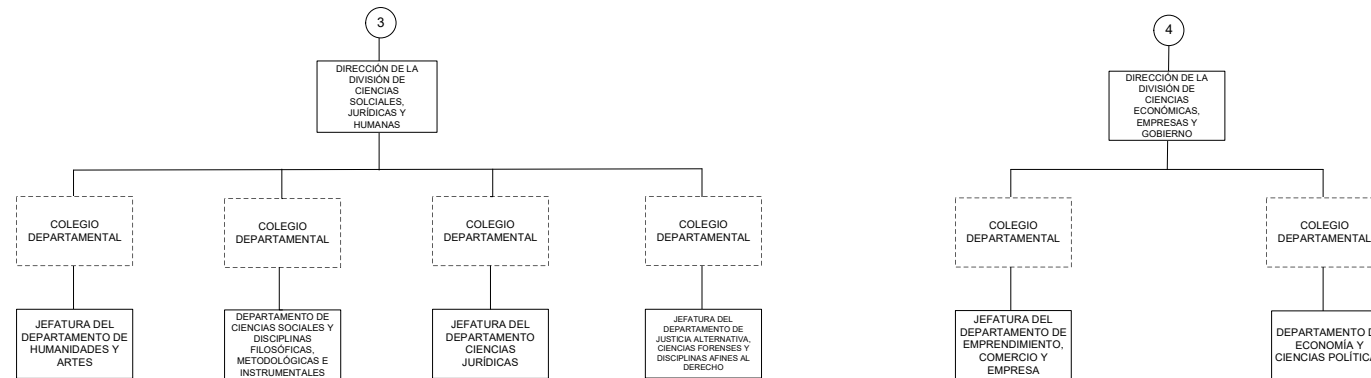 3
DIRECCIÓN DE LA
DIVISIÓN DE
CIENCIAS
SOLCIALES,
JURÍDICAS Y
HUMANAS
COLEGIO
DEPARTAMENTAL
COLEGIO
DEPARTAMENTAL
COLEGIO
DEPARTAMENTAL
COLEGIO
DEPARTAMENTAL
JEFATURA DEL
DEPARTAMENTO DE
HUMANIDADES Y
ARTES
DEPARTAMENTO DE
CIENCIAS SOCIALES Y
DISCIPLINAS
FILOSÓFICAS,
METODOLÓGICAS E
INSTRUMENTALES
JEFATURA DEL
DEPARTAMENTO
CIENCIAS
JURÍDICAS
JEFATURA DEL
DEPARTAMENTO DE
JUSTICIA ALTERNATIVA,
CIENCIAS FORENSES Y
DISCIPLINAS AFINES AL
DERECHO
4
DIRECCIÓN DE LA
DIVISIÓN DE
CIENCIAS
ECONÓMICAS,
EMPRESAS Y
GOBIERNO
COLEGIO
DEPARTAMENTAL
COLEGIO
DEPARTAMENTAL
JEFATURA DEL
DEPARTAMENTO DE
EMPRENDIMIENTO,
COMERCIO Y
EMPRESA
DEPARTAMENTO
ECONOMÍA Y
CIENCIAS